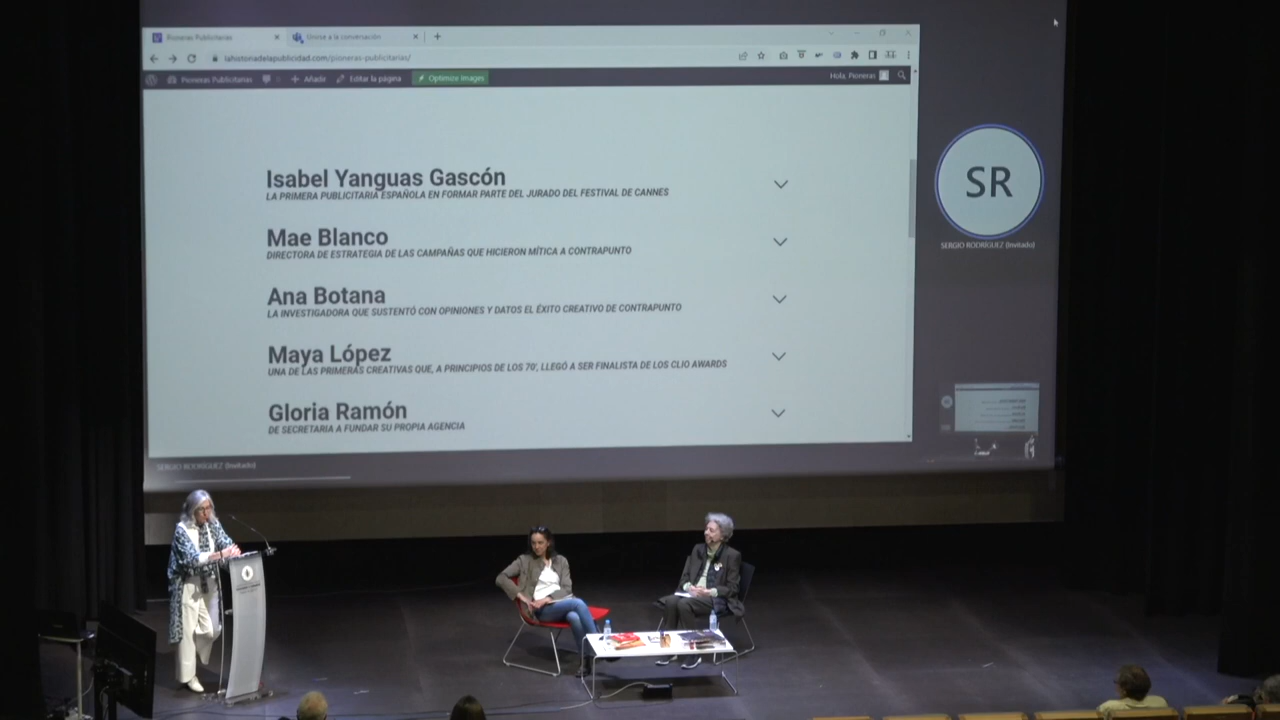 Pioneras Publicitarias
Unirse a la conversación
lahistoriadelapublicidad.com/pioneras-publicitarias/
Pioneras Publicitarias
Añadir
Editar la página
Optimize Images
Hola, Pioneras
Isabel Yanguas Gascón
LA PRIMERA PUBLICITARIA ESPAÑOLA EN FORMAR PARTE DEL JURADO DEL FESTIVAL DE CANNES
Mae Blanco
DIRECTORA DE ESTRATEGIA DE LAS CAMPAÑAS QUE HICIERON MÍTICA A CONTRAPUNTO
Ana Botana
LA INVESTIGADORA QUE SUSTENTÓ CON OPINIONES Y DATOS EL ÉXITO CREATIVO DE CONTRAPUNTO
Maya López
UNA DE LAS PRIMERAS CREATIVAS QUE, A PRINCIPIOS DE LOS 70', LLEGÓ A SER FINALISTA DE LOS CLIO AWARDS
Gloria Ramón
DE SECRETARIA A FUNDAR SU PROPIA AGENCIA
SR
SERGIO RODRÍGUEZ (Invitado)
SERGIO RODRÍGUEZ (Invitado)